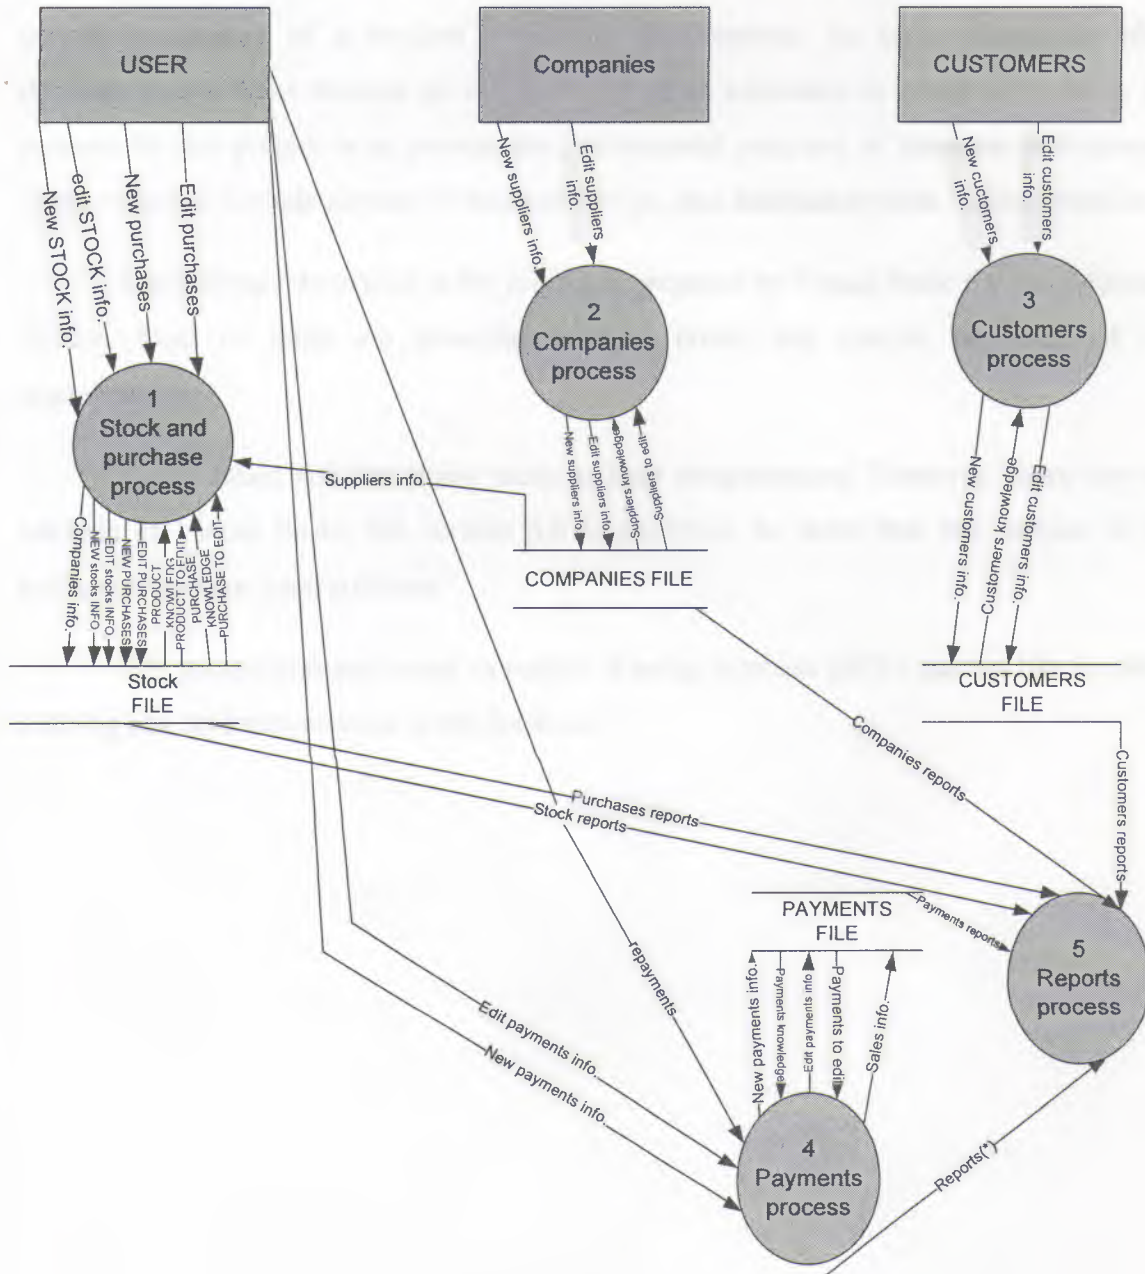 USER
Companies
CUSTOMERS
New STOCK info.
edit STOCK info.
New purchases
Edit purchases
New suppliers info.
Edit suppliers
info.
New cuctomers
info.
Edit customers
info.
1
Stock and
purchase
process
2
Companies
process
3
Customers
process
Suppliers info.
Companies info.
NEW stocks INFO
EDIT stocks INFO
NEW PURCHASES
EDIT PURCHASES
PRODUCT
PRODUCT TO EDIT
PURCHASE
KNOWLEDGE
PURCHASE TO EDIT
New suppliers info
Edit suppliers info.
Suppliers knowledge
Suppliers to edit
New customers info.
Customers knowledge
Edit customers info.
Stock
FILE
COMPANIES FILE
CUSTOMERS
FILE
Companies reports
Customers reports
Purchases reports
Stock reports
PAYMENTS
FILE
Payments reports
5
Reports
process
repayments
Edit payments info.
New payments info.
New payments info.
Payments knowledge
Edit payments info
Payments to edit
Sales info.
4
Payments
process
Reports(*)